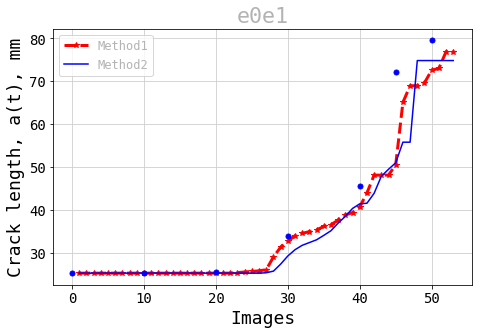 e0e1
Method1
Method2
Crack length, a(t), mm
80
70
60
50
40
30
0 10 20 30 40 50
Images